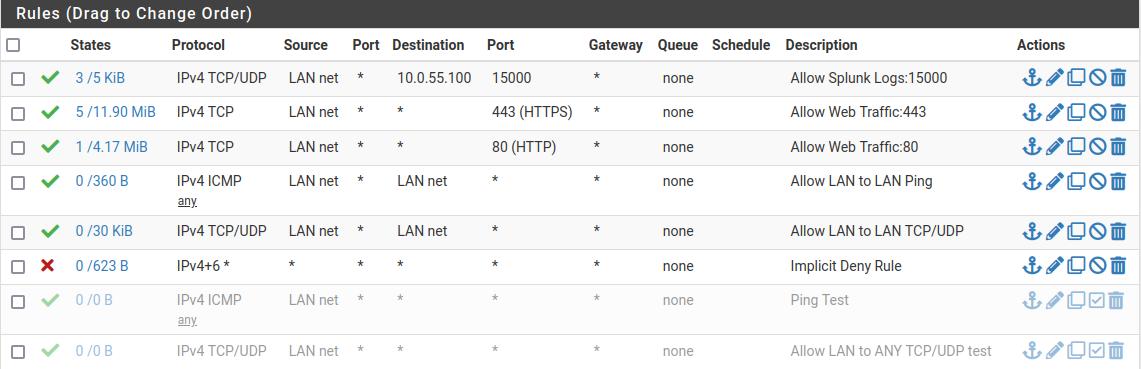 Rules (Drag to Change Order)
States Protocol Source Port Destination Port Gateway Queue Schedule Description Actions
3 /5 KiB IPv4 TCP/UDP LAN net * 10.0.55.100 15000 * none Allow Splunk Logs:15000
5 /11.90 MiB IPv4 TCP LAN net * * 443 (HTTPS) * none Allow Web Traffic:443
1 /4.17 MiB IPv4 TCP LAN net * * 80 (HTTP) * none Allow Web Traffic:80
0 /360 B IPv4 ICMP LAN net * LAN net * * none Allow LAN to LAN Ping
any
0 /30 KiB IPv4 TCP/UDP LAN net * LAN net * * none Allow LAN to LAN TCP/UDP
0 /623 B IPv4+6 * * * * * * none Implicit Deny Rule
0 /0 B IPv4 ICMP LAN net * * * * none Ping Test
any
0 /0 B IPv4 TCP/UDP LAN net * * * * none Allow LAN to ANY TCP/UDP test